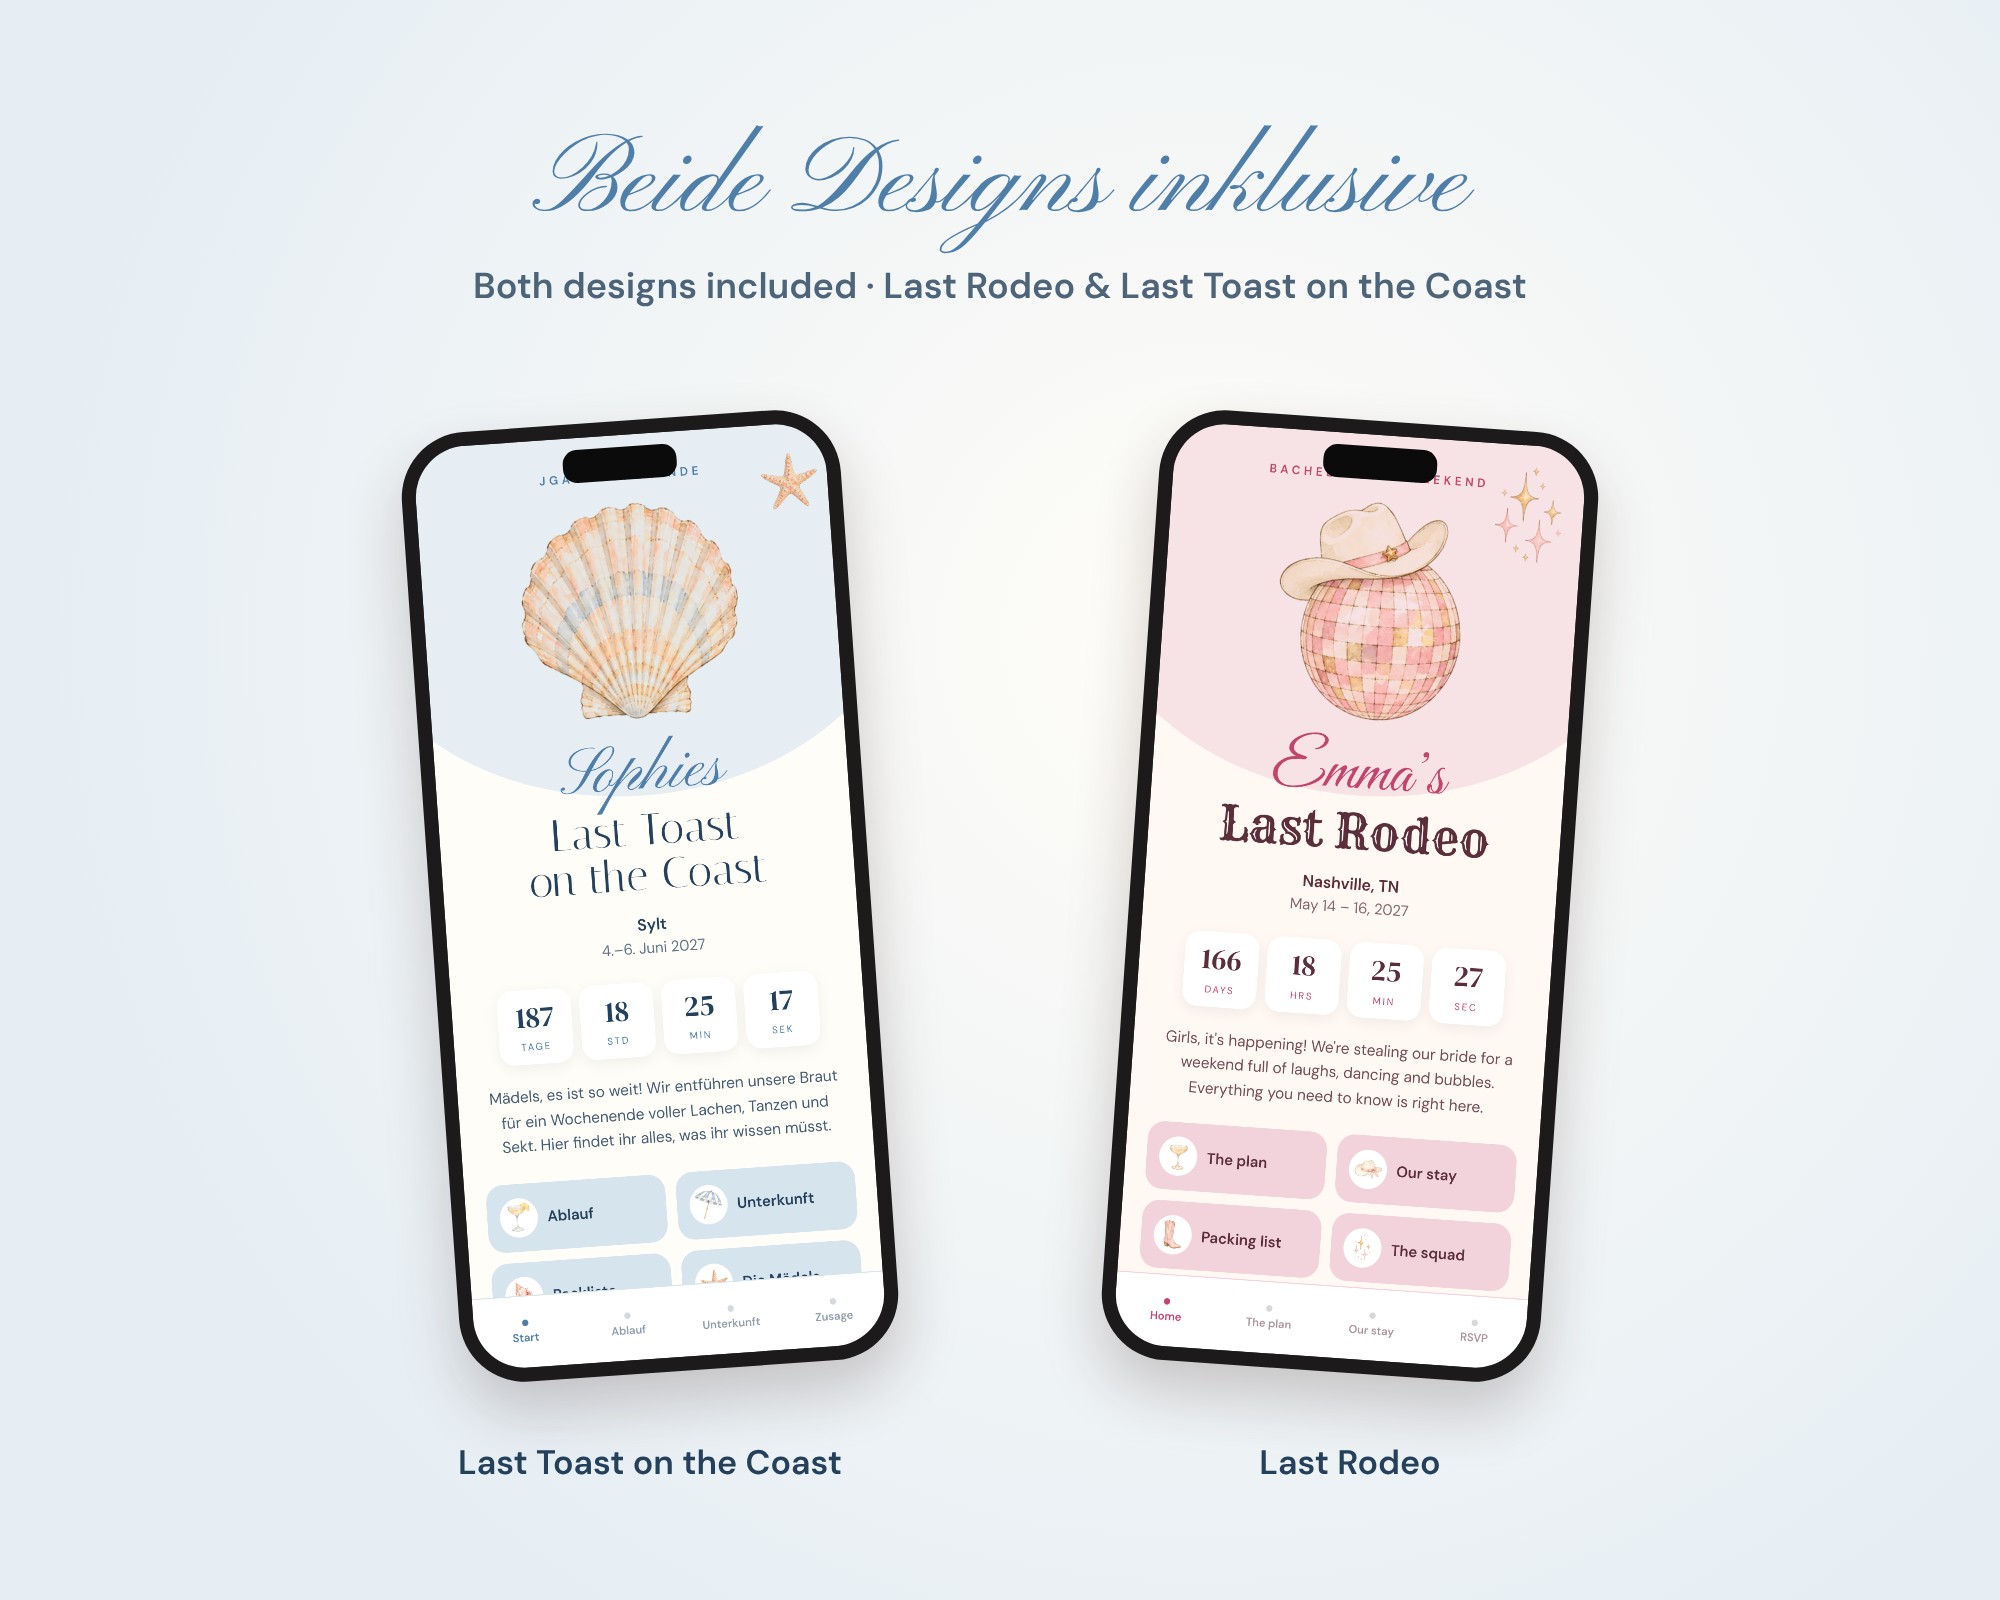 Beide Designs inklusive
Both designs included · Last Rodeo & Last Toast on the Coast
Sophies
Last Toast
on the Coast
Sylt
4.–6. Juni 2027
187
TAGE
18
STD
25
MIN
17
SEK
Mädels, es ist so weit! Wir entführen unsere Braut
für ein Wochenende voller Lachen, Tanzen und
Sekt. Hier findet ihr alles, was ihr wissen müsst.
Ablauf
Unterkunft
Packliste
Die Mädels
Start
Ablauf
Unterkunft
Zusage
Last Toast on the Coast
Emma's
Last Rodeo
Nashville, TN
May 14 – 16, 2027
166
DAYS
18
HRS
25
MIN
27
SEC
Girls, it's happening! We're stealing our bride for a
weekend full of laughs, dancing and bubbles.
Everything you need to know is right here.
The plan
Our stay
Packing list
The squad
Home
The plan
Our stay
RSVP
Last Rodeo